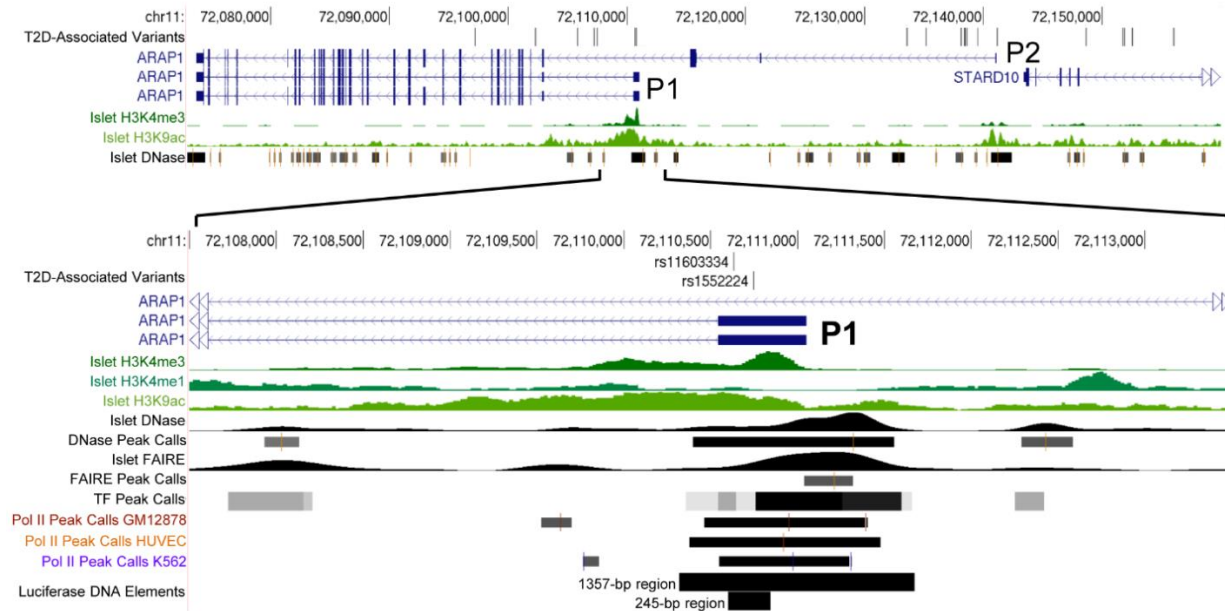 chr11: 72,080,000 72,090,000 72,100,000 72,110,000 72,120,000 72,130,000 72,140,000 72,150,000
T2D-Associated Variants
ARAP1 P2
ARAP1 P1 STARD10
ARAP1
Islet H3K4me3
Islet H3K9ac
Islet DNase
chr11: 72,108,000 72,108,500 72,109,000 72,109,500 72,110,000 72,110,500 72,111,000 72,111,500 72,112,000 72,112,500 72,113,000
rs11603334
T2D-Associated Variants rs1552224
ARAP1
ARAP1 P1
ARAP1
Islet H3K4me3
Islet H3K4me1
Islet H3K9ac
Islet DNase
DNase Peak Calls
Islet FAIRE
FAIRE Peak Calls
TF Peak Calls
Pol II Peak Calls GM12878
Pol II Peak Calls HUVEC
Pol II Peak Calls K562
Luciferase DNA Elements 1357-bp region
245-bp region